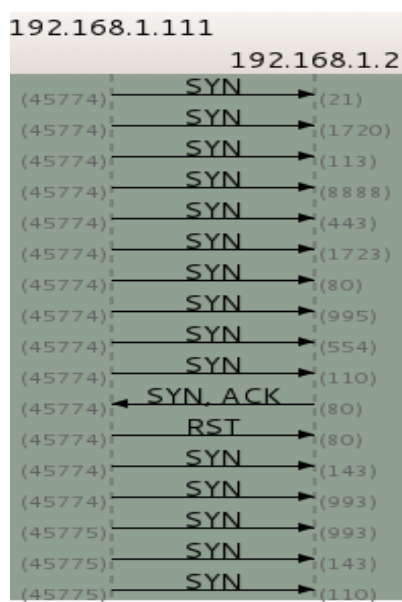 192.168.1.111
192.168.1.2
SYN
(45774) (21)
SYN
(45774) (1720)
SYN
(45774) (113)
SYN
(45774) (8888)
SYN
(45774) (443)
SYN
(45774) (1723)
SYN
(45774) (80)
SYN
(45774) (995)
SYN
(45774) (554)
SYN
(45774) (110)
SYN, ACK
(45774) (80)
RST
(45774) (80)
SYN
(45774) (143)
SYN
(45774) (993)
SYN
(45775) (993)
SYN
(45775) (143)
SYN
(45775) (110)